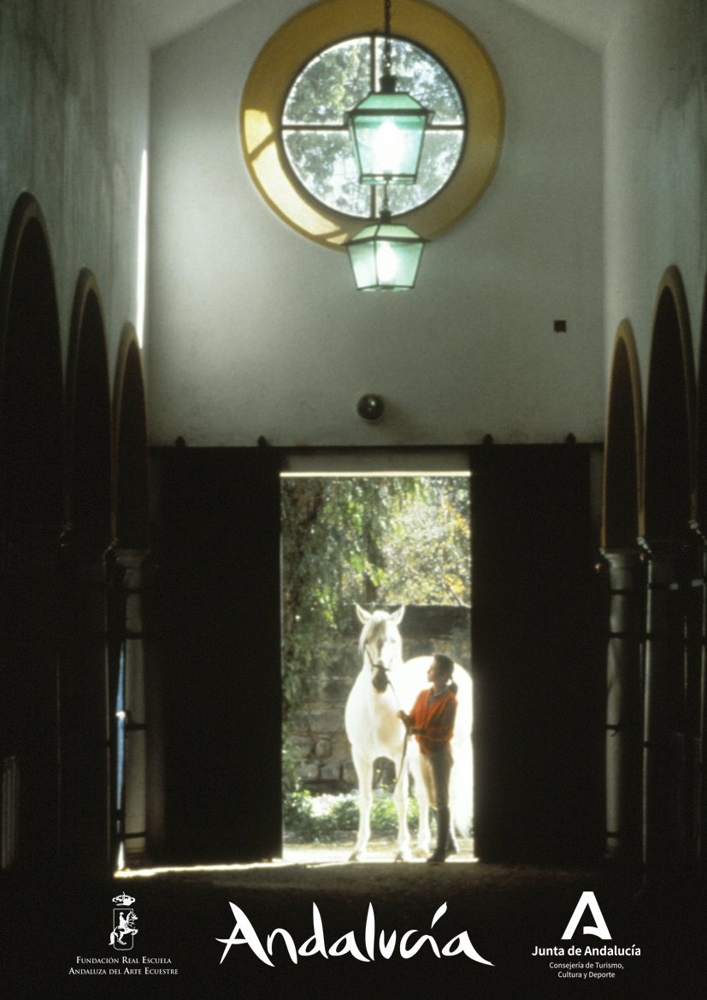 Fundación Real Escuela
Andaluza del Arte Ecuestre
Andalucía
Junta de Andalucía
Consejería de Turismo,
Cultura y Deporte